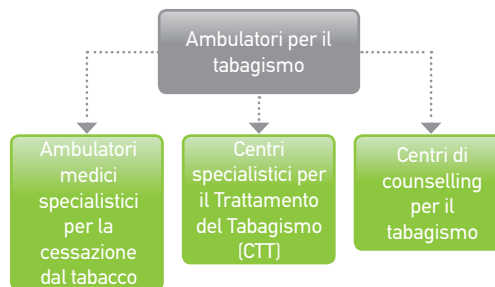 Ambulatori per il
tabagismo
Ambulatori
medici
specialistici
per la
cessazione
dal tabacco
Centri
specialistici per
il Trattamento
del Tabagismo
(CTT)
Centri di
counselling
per il
tabagismo